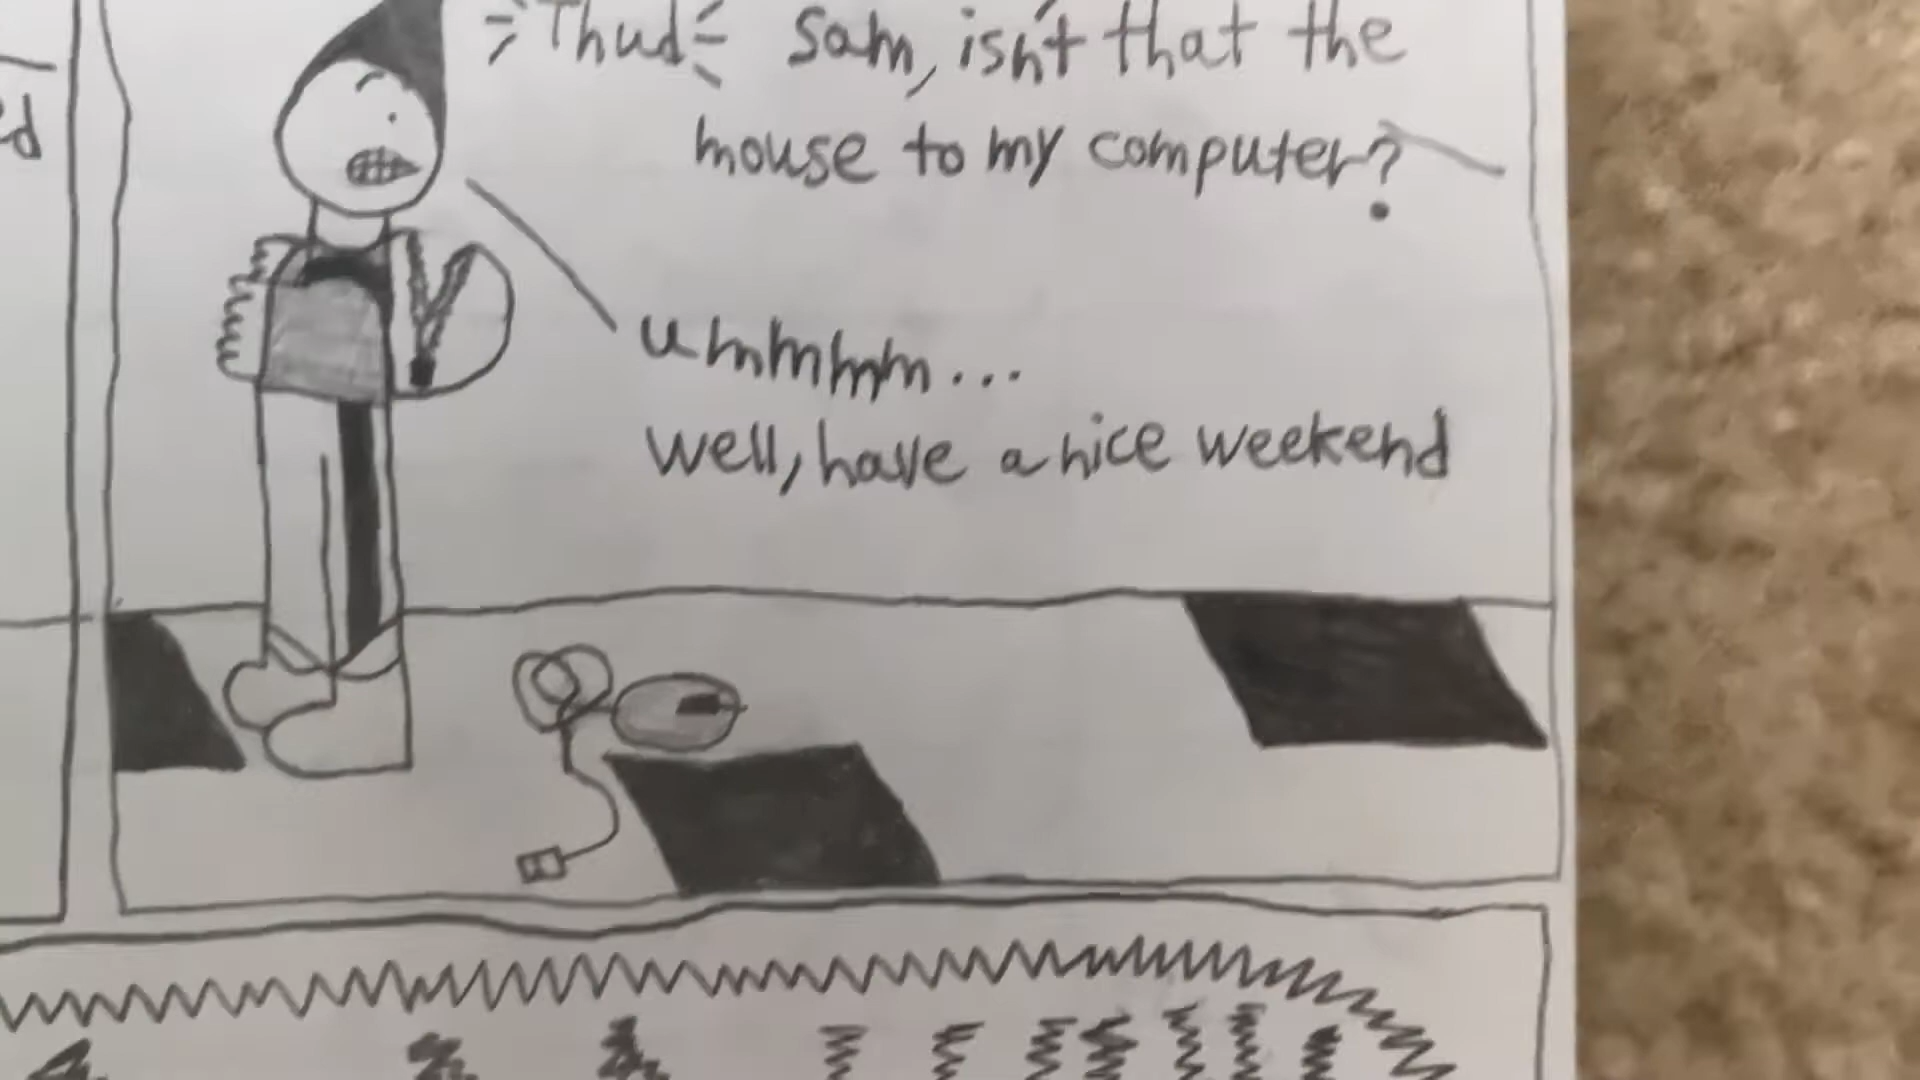 Thud Sam, isn't that the
mouse to my computer?
ummmm...
well, have a nice weekend